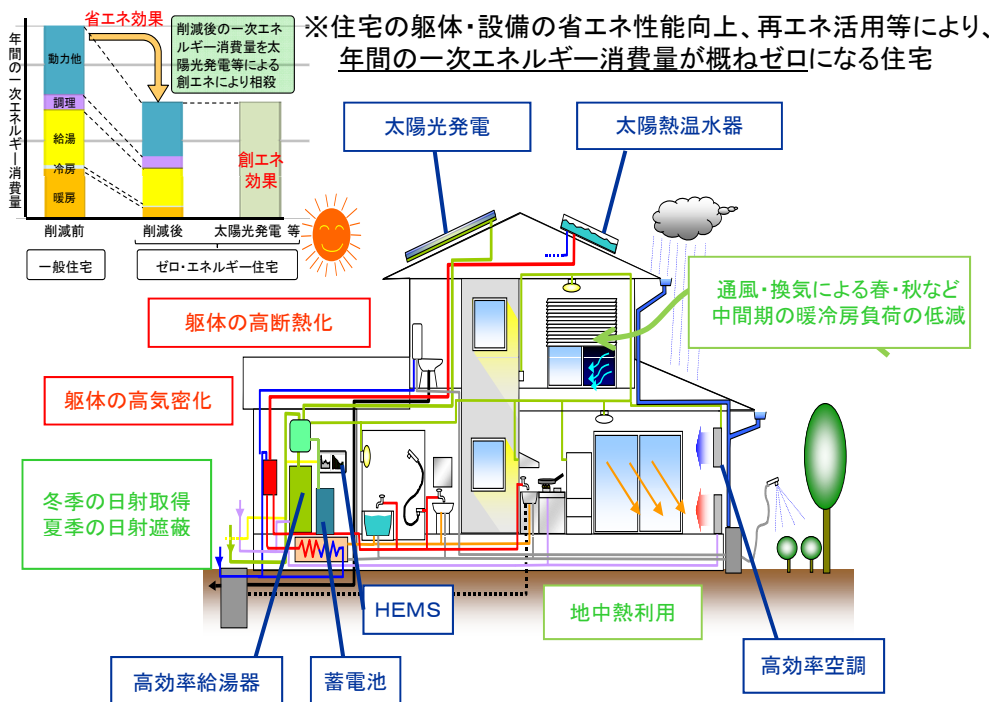 ※住宅の躯体・設備の省エネ性能向上、再エネ活用等により、
年間の一次エネルギー消費量が概ねゼロになる住宅
年間の一次エネルギー消費量
省エネ効果
削減後の一次エネ
ルギー消費量を太
陽光発電等による
創エネにより相殺
動力他
調理
給湯
冷房
暖房
創エネ
効果
削減前
削減後
太陽光発電 等
一般住宅
ゼロ・エネルギー住宅
太陽光発電
太陽熱温水器
通風・換気による春・秋など
中間期の暖冷房負荷の低減
躯体の高断熱化
躯体の高気密化
冬季の日射取得
夏季の日射遮蔽
HEMS
地中熱利用
高効率給湯器
蓄電池
高効率空調